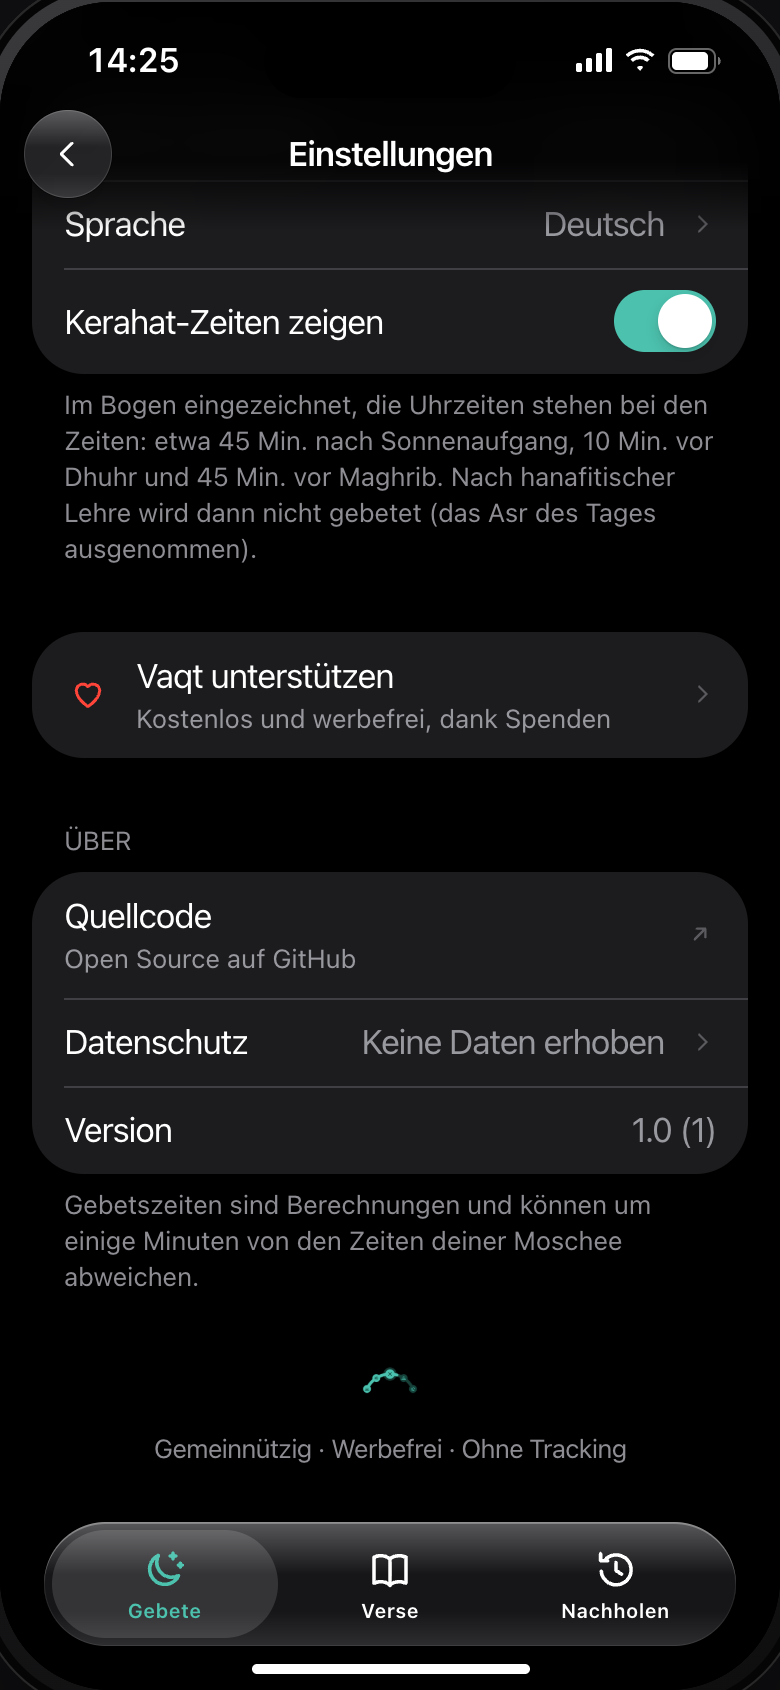 14:25
Einstellungen
Sprache Deutsch
Kerahat-Zeiten zeigen
Im Bogen eingezeichnet, die Uhrzeiten stehen bei den
Zeiten: etwa 45 Min. nach Sonnenaufgang, 10 Min. vor
Dhuhr und 45 Min. vor Maghrib. Nach hanafitischer
Lehre wird dann nicht gebetet (das Asr des Tages
ausgenommen).
Vaqt unterstützen
Kostenlos und werbefrei, dank Spenden
ÜBER
Quellcode
Open Source auf GitHub
Datenschutz Keine Daten erhoben
Version 1.0 (1)
Gebetszeiten sind Berechnungen und können um
einige Minuten von den Zeiten deiner Moschee
abweichen.
Gemeinnützig · Werbefrei · Ohne Tracking
Gebete Verse Nachholen